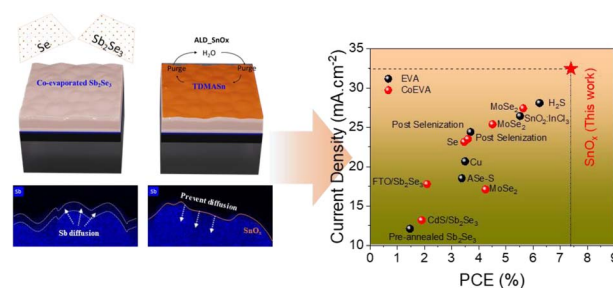 Se
Sb₂Se₃
Co-evaporated Sb₂Se₃
ALD_SnOx
H₂O
Purge
Purge
TDMASn
Sb
Sb diffusion
Sb
Prevent diffusion
SnOₓ
Current Density (mA.cm⁻²)
35
30
25
20
15
10
0
1
2
3
4
5
6
7
8
9
PCE (%)
EVA
CoEVA
SnOₓ (This work)
H₂S
MoSe₂
SnO₂:InCl₃
MoSe₂
Post Selenization
Post Selenization
Se
Cu
ASe-S
MoSe₂
FTO/Sb₂Se₃
CdS/Sb₂Se₃
Pre-annealed Sb₂Se₃